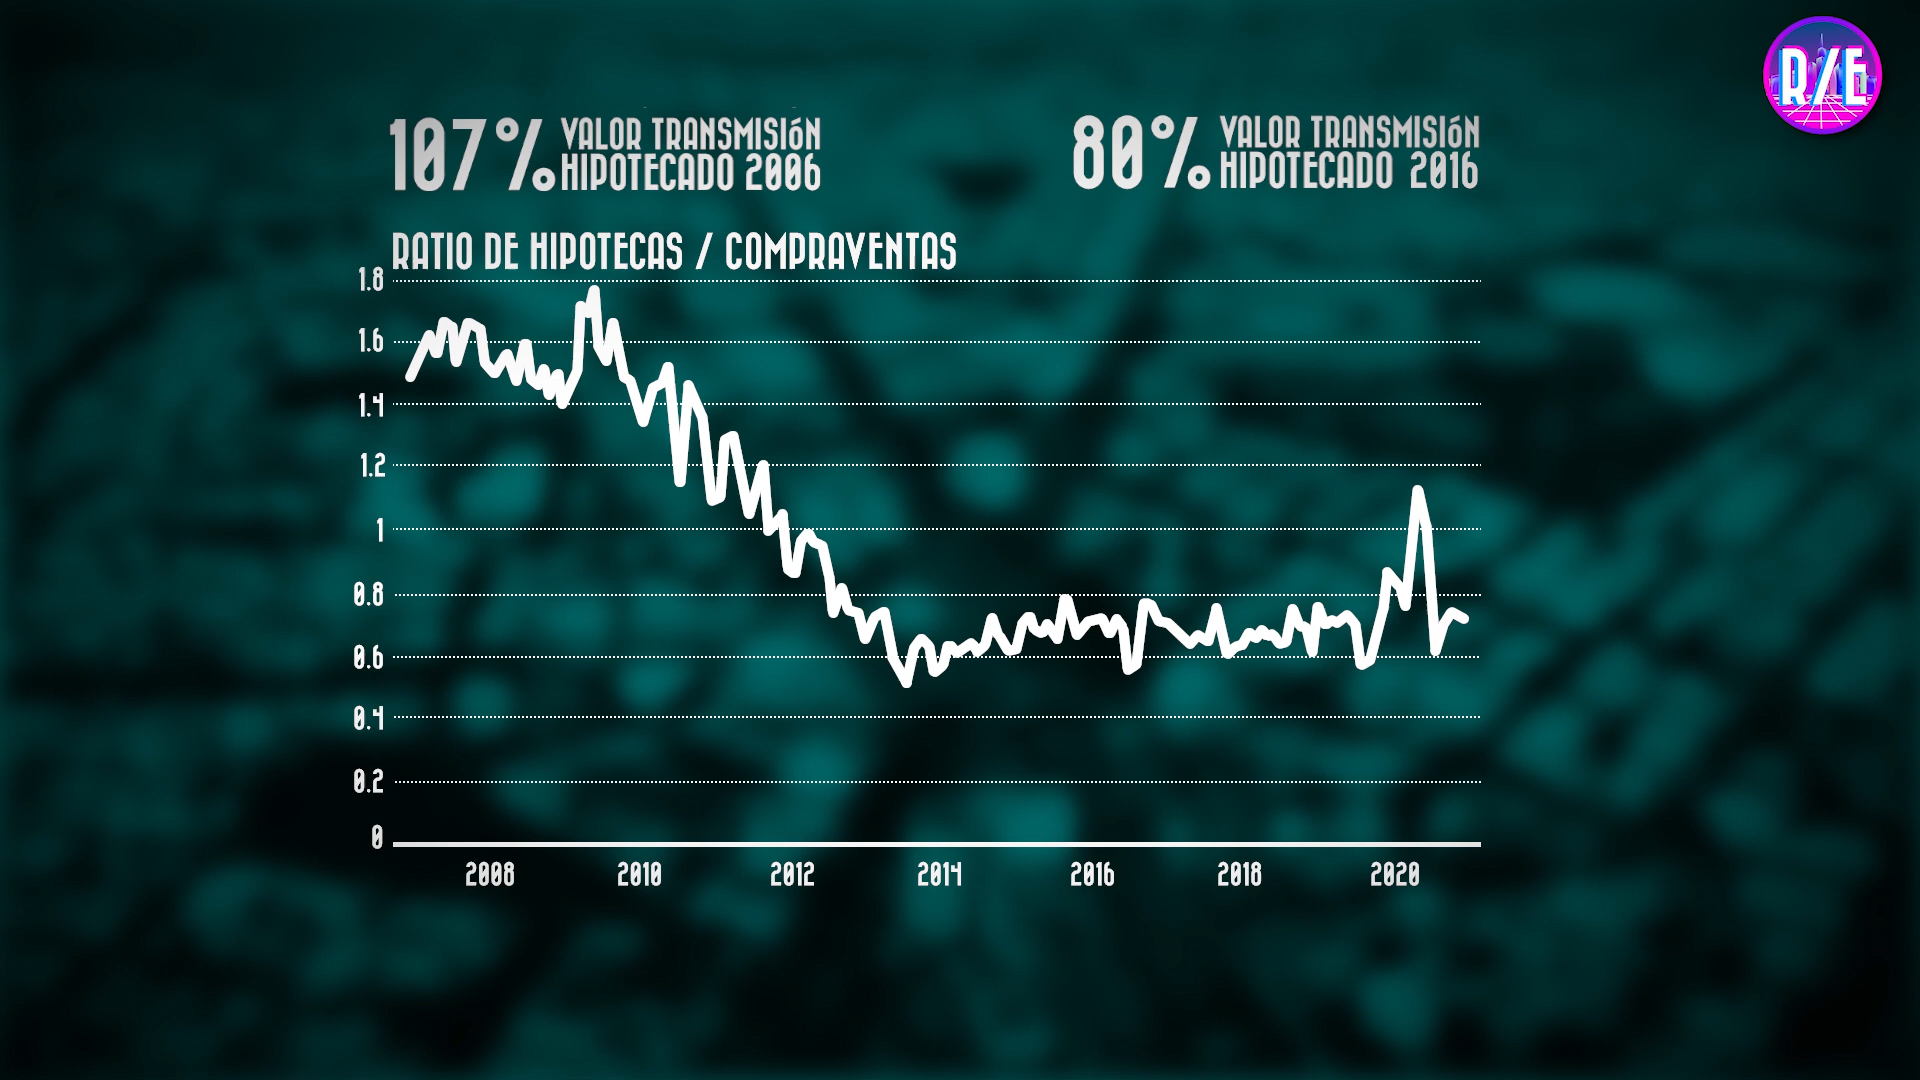 107% VALOR TRANSMISIÓN
HIPOTECADO 2006
80% VALOR TRANSMISIÓN
HIPOTECADO 2016
R/E
RATIO DE HIPOTECAS / COMPRAVENTAS
1.8
1.6
1.4
1.2
1
0.8
0.6
0.4
0.2
0
2008 2010 2012 2014 2016 2018 2020